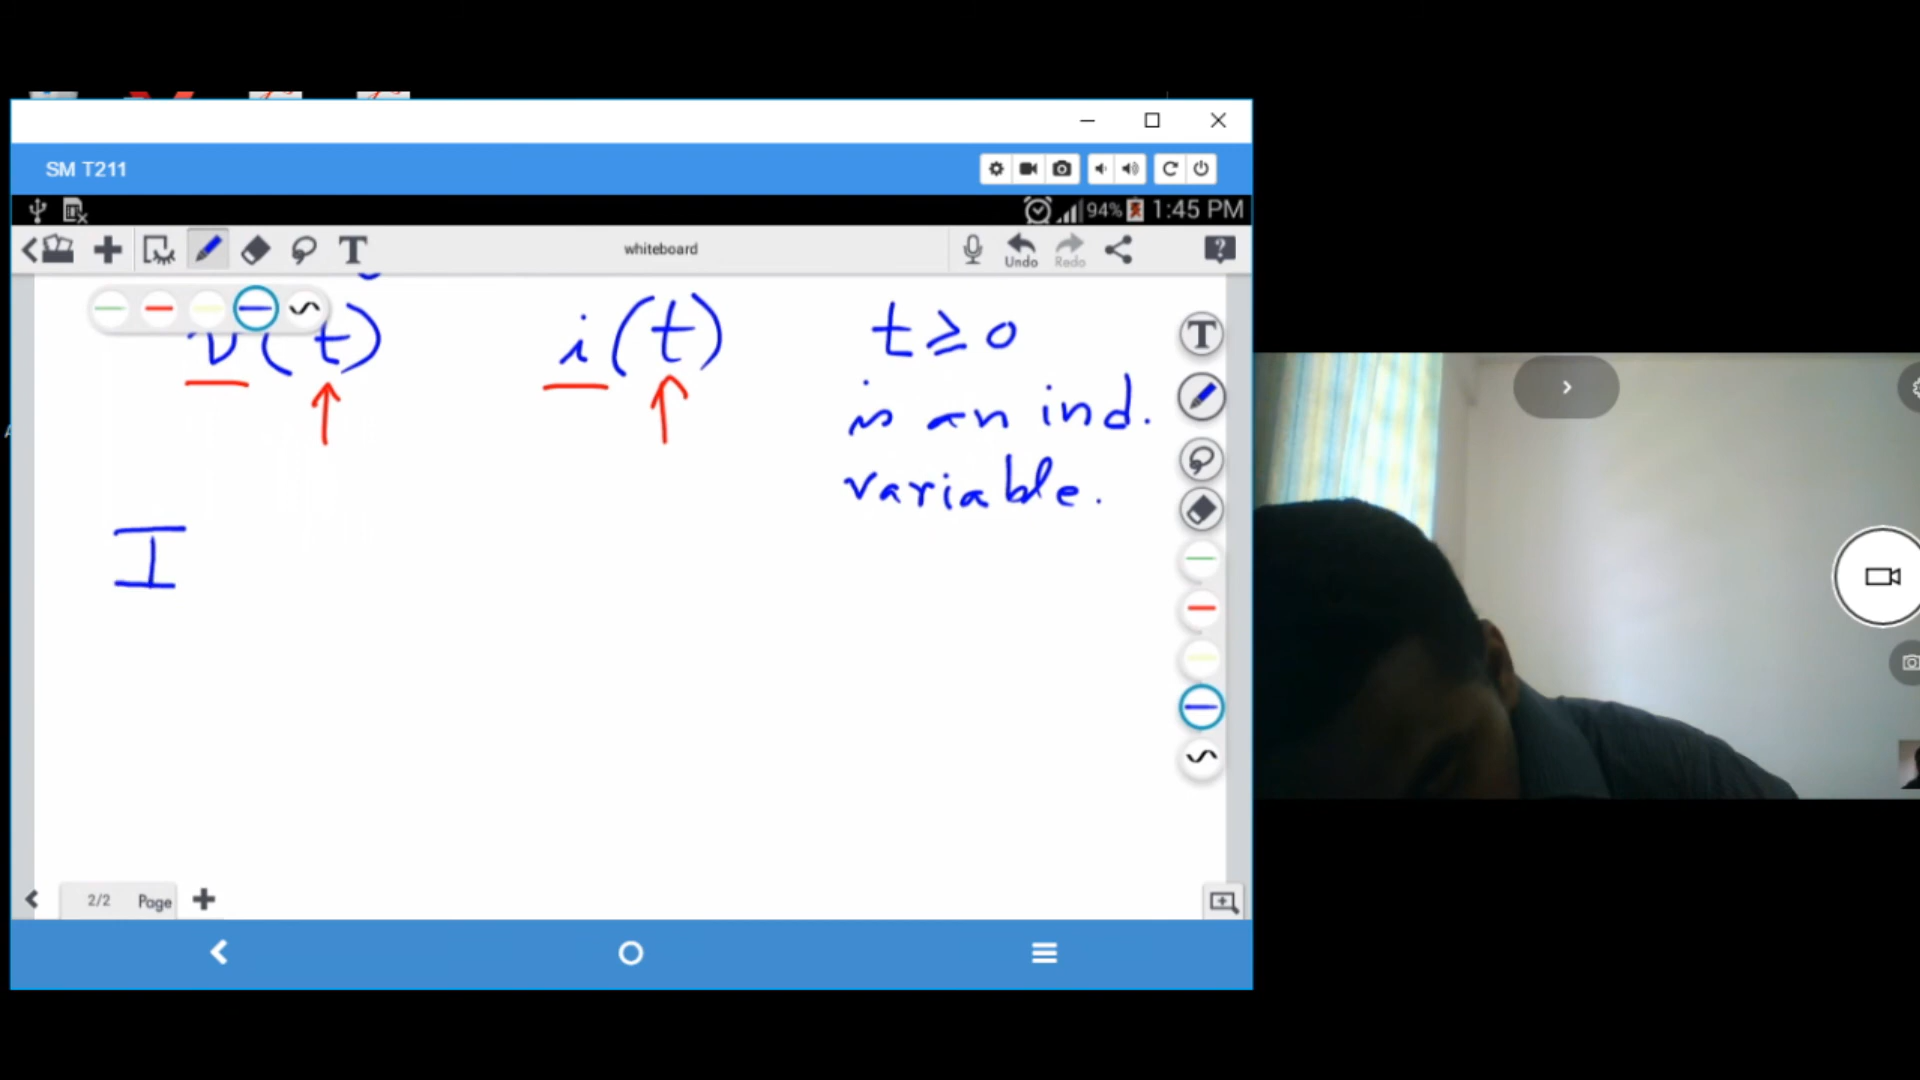 SM T211
94% 1:45 PM
T whiteboard Undo Redo ?
v(t) i(t) t ≥ 0
is an ind.
variable.
I
T
2/2 Page